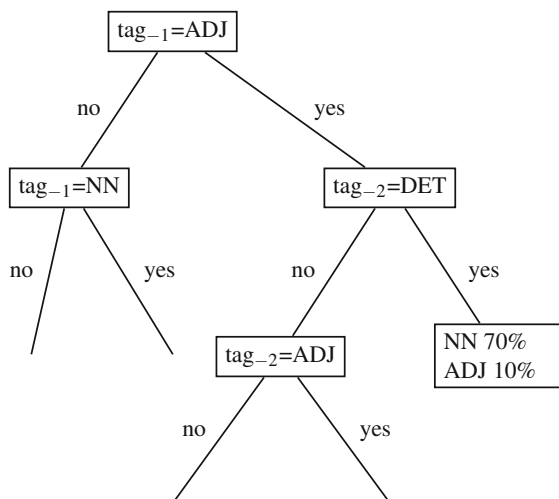 tag₋₁=ADJ
no
yes
tag₋₁=NN
tag₋₂=DET
no
yes
no
yes
tag₋₂=ADJ
NN 70%
ADJ 10%
no
yes